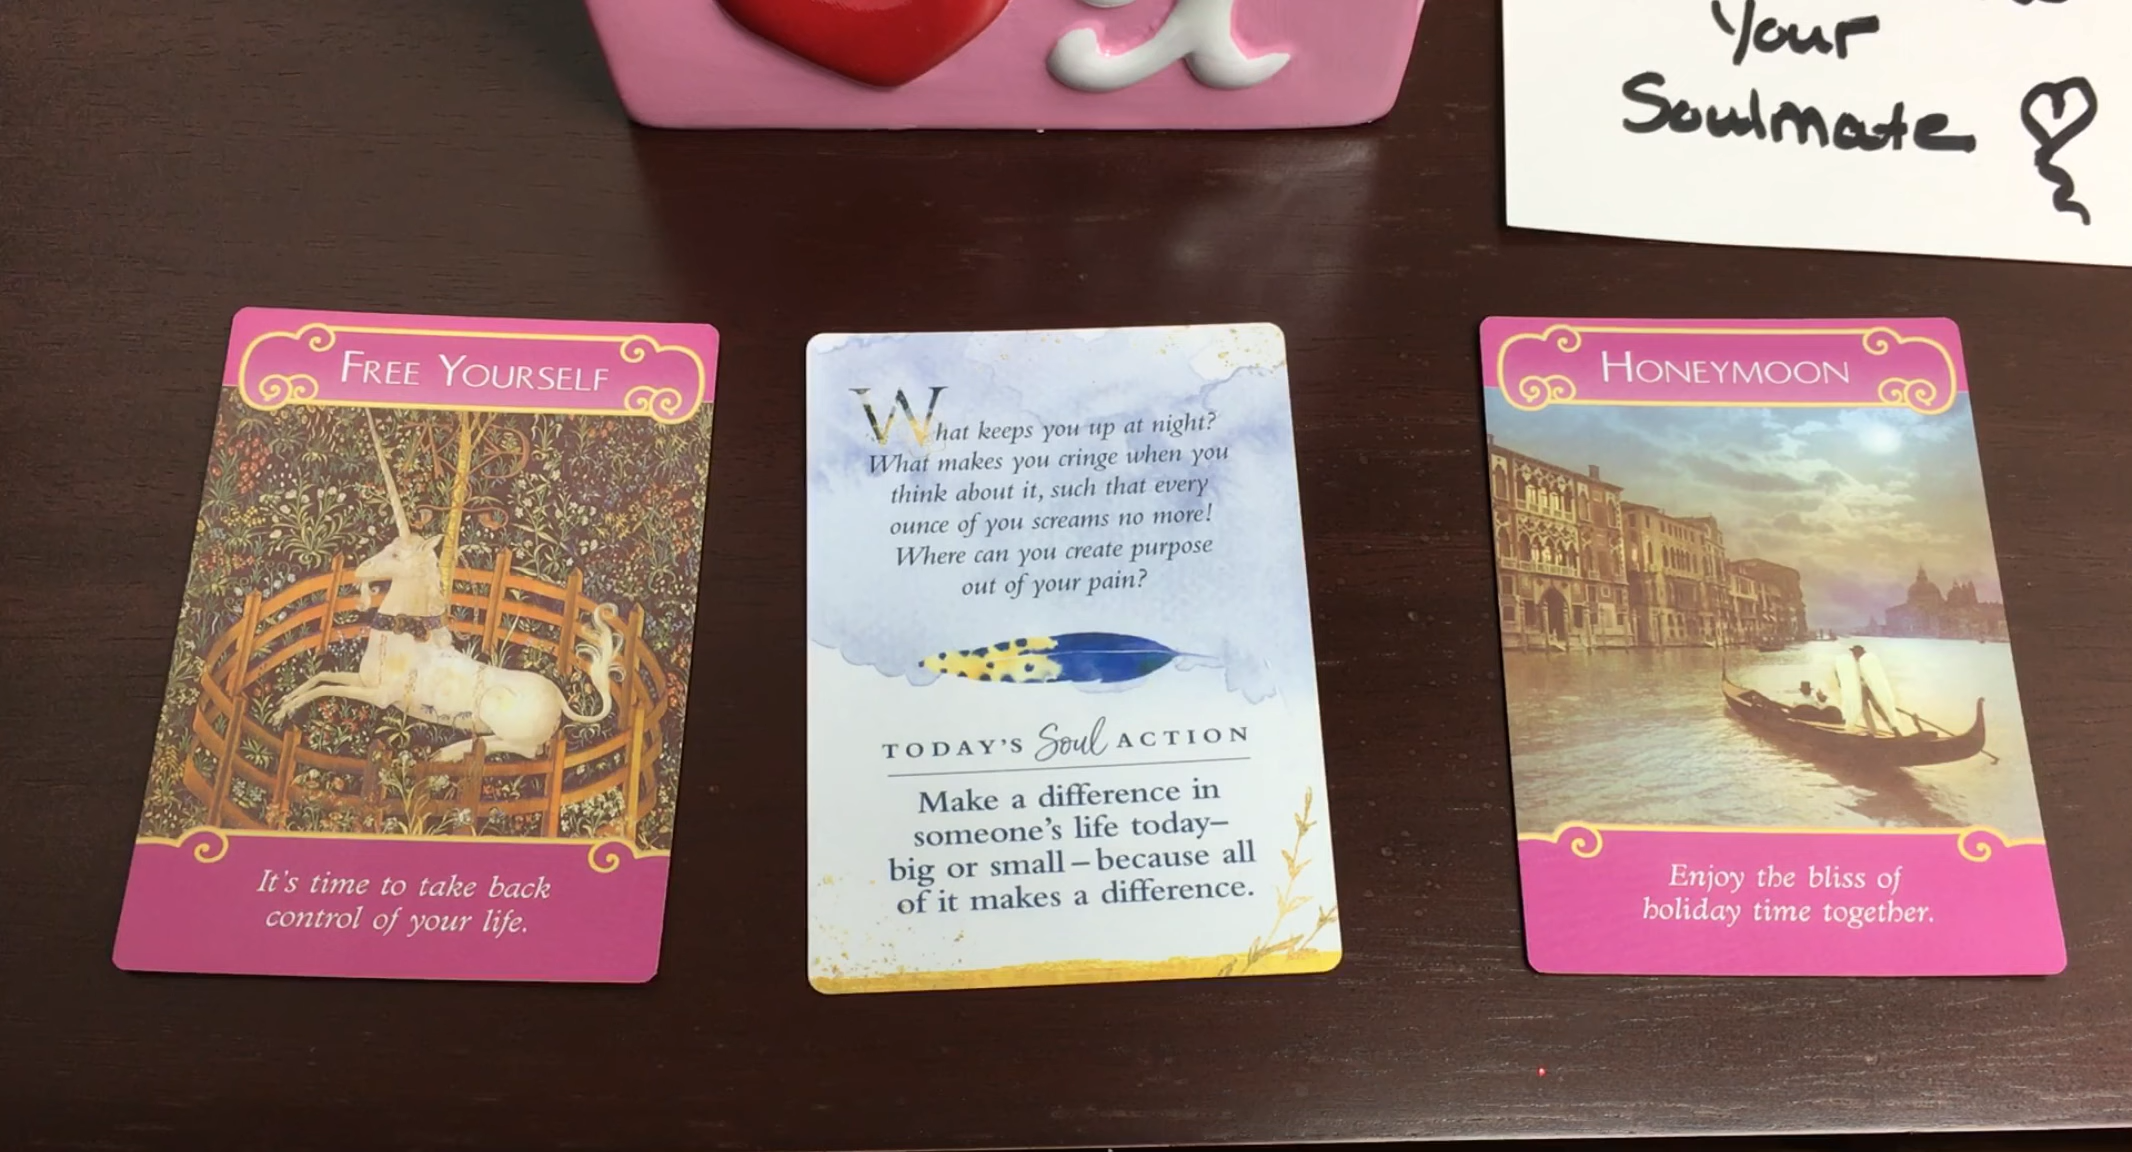 Your
Soulmate
FREE YOURSELF
It's time to take back
control of your life.
What keeps you up at night?
What makes you cringe when you
think about it, such that every
ounce of you screams no more!
Where can you create purpose
out of your pain?
TODAY'S Soul ACTION
Make a difference in
someone's life today—
big or small – because all
of it makes a difference.
HONEYMOON
Enjoy the bliss of
holiday time together.